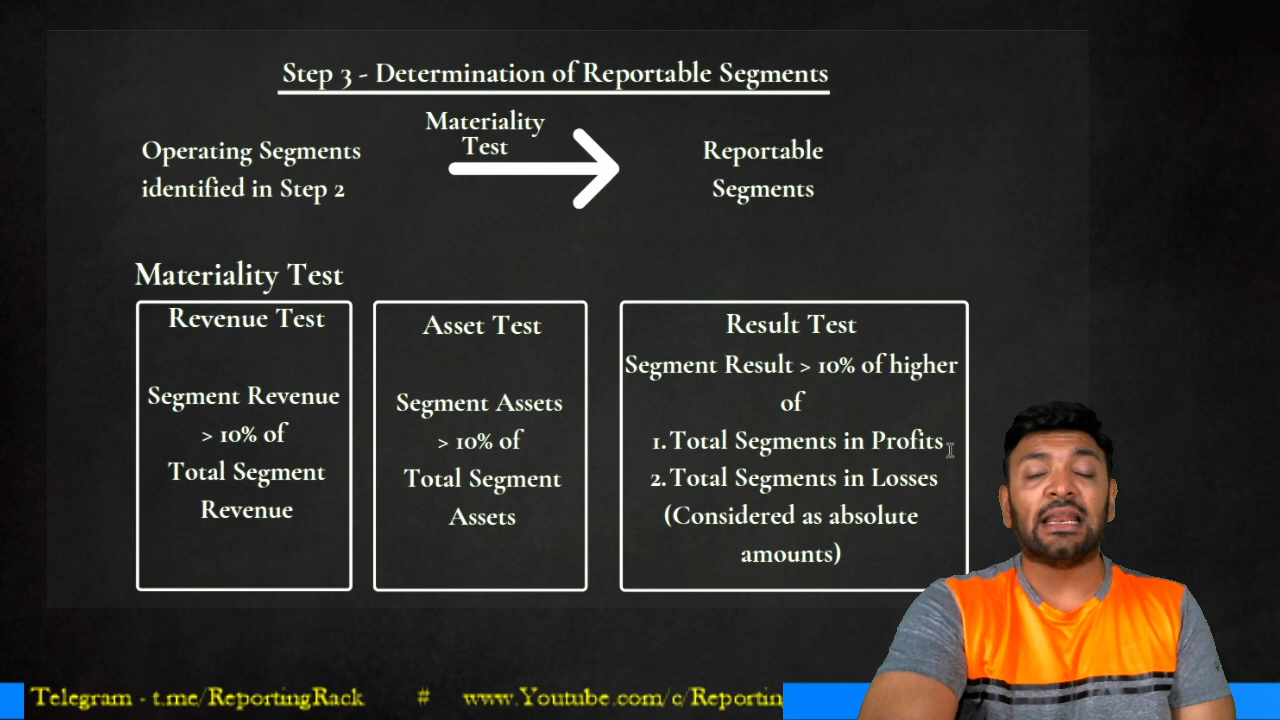 Step 3 - Determination of Reportable Segments
Materiality
Test
Operating Segments
identified in Step 2
Reportable
Segments
Materiality Test
Revenue Test
Segment Revenue
> 10% of
Total Segment
Revenue
Asset Test
Segment Assets
> 10% of
Total Segment
Assets
Result Test
Segment Result > 10% of higher
of
1. Total Segments in Profits
2. Total Segments in Losses
(Considered as absolute
amounts)
Telegram - t.me/ReportingRack # www.Youtube.com/c/Reportin